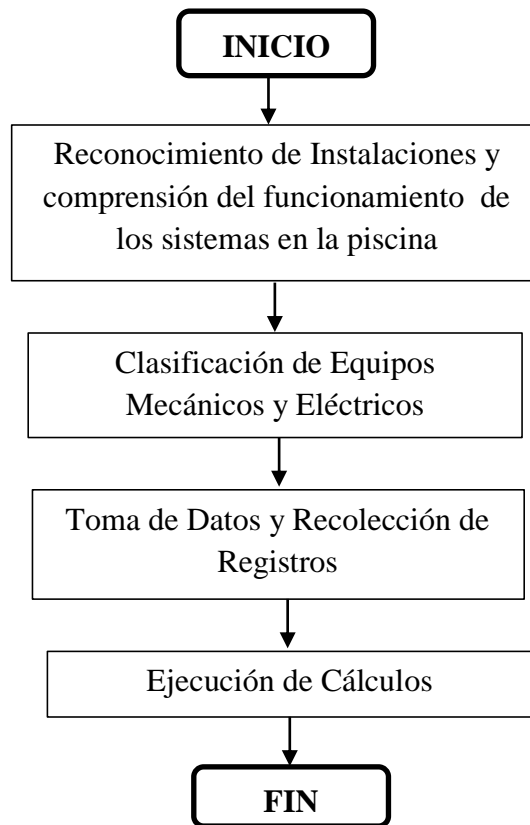 INICIO
Reconocimiento de Instalaciones y
comprensión del funcionamiento de
los sistemas en la piscina
Clasificación de Equipos
Mecánicos y Eléctricos
Toma de Datos y Recolección de
Registros
Ejecución de Cálculos
FIN